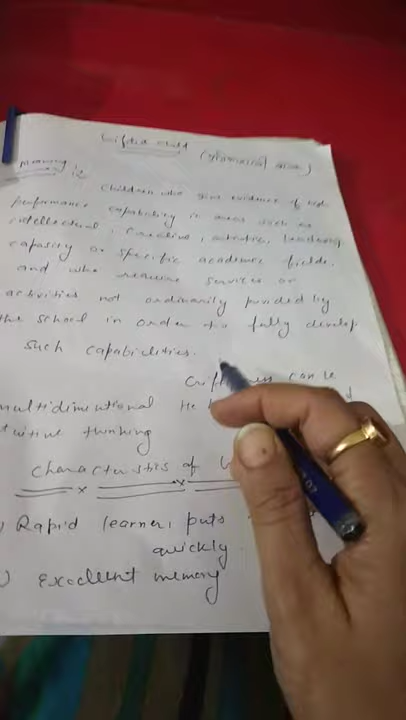 Gifted child
Meaning :-
Children who give evidence of high
performance capability in areas such as
intellectual, creative, artistic, leadership
capacity or specific academic fields.
and who require services or
activities not ordinarily provided by
the school in order to fully develop
such capabilities.
can be
multidimentional He
thinking
Characteristics of
Rapid learner, puts
quickly
Excellent memory